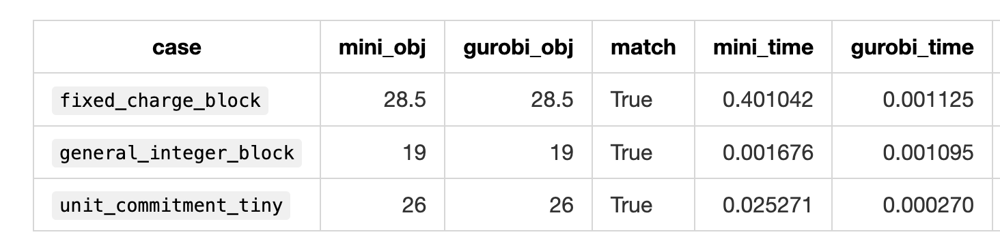 case mini_obj gurobi_obj match mini_time gurobi_time
fixed_charge_block 28.5 28.5 True 0.401042 0.001125
general_integer_block 19 19 True 0.001676 0.001095
unit_commitment_tiny 26 26 True 0.025271 0.000270